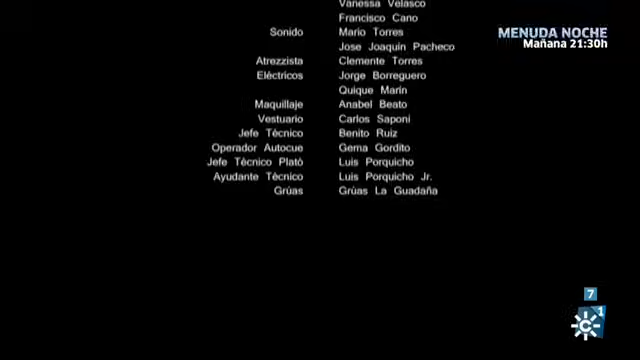 Vanessa Velasco
Francisco Cano
Sonido Mario Torres
Jose Joaquín Pacheco
Atrezzista Clemente Torres
Eléctricos Jorge Borreguero
Quique Marín
Maquillaje Anabel Beato
Vestuario Carlos Saponi
Jefe Técnico Benito Ruiz
Operador Autocue Gema Gordito
Jefe Técnico Plató Luis Porquicho
Ayudante Técnico Luis Porquicho Jr.
Grúas Grúas La Guadaña
MENUDA NOCHE
Mañana 21:30h
7
1